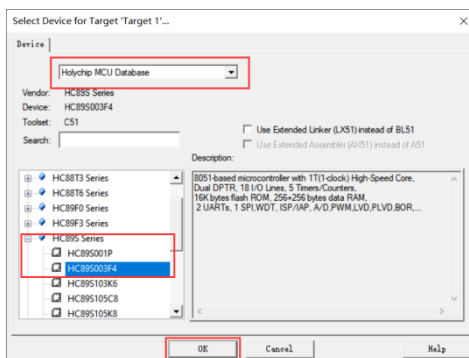 Select Device for Target 'Target 1'...
Device
Holychip MCU Database
Vendor: HC89S Series
Device: HC89S003F4
Toolset: C51
Search:
Use Extended Linker (LX51) instead of BL51
Use Extended Assembler (AX51) instead of A51
Description:
HC88T3 Series
HC88T6 Series
HC89F0 Series
HC89F3 Series
HC89S Series
HC89S001P
HC89S003F4
HC89S103K6
HC89S105C8
HC89S105K8
8051-based microcontroller with 1T(1-clock) High-Speed Core,
Dual DPTR, 18 I/O Lines, 5 Timers/Counters,
16K bytes flash ROM, 256+256 bytes data RAM,
2 UARTs, 1 SPI,WDT, ISP/IAP, A/D,PWM,LVD,PLVD,BOR,...
OK
Cancel
Help